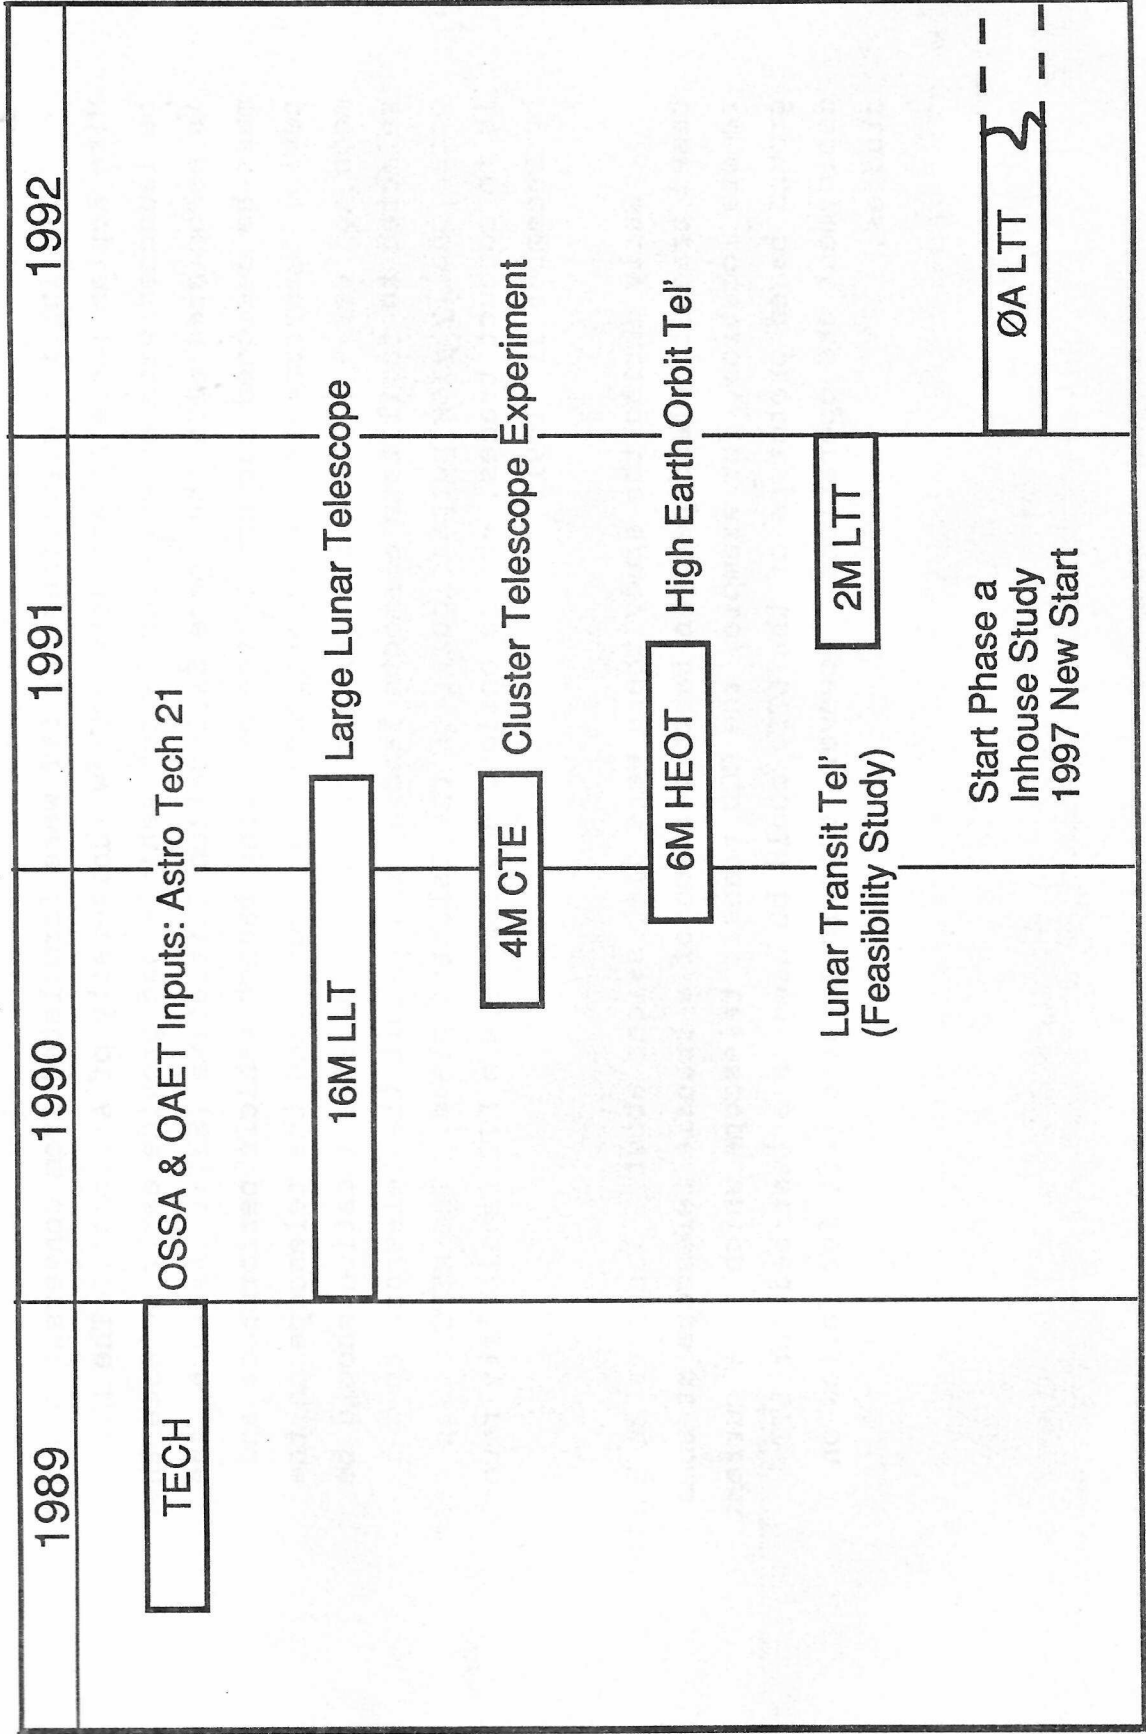 1989
1990
1991
1992
TECH
OSSA & OAET Inputs: Astro Tech 21
16M LLT
Large Lunar Telescope
4M CTE
Cluster Telescope Experiment
6M HEOT
High Earth Orbit Tel'
Lunar Transit Tel'
(Feasibility Study)
2M LTT
Start Phase a
Inhouse Study
1997 New Start
ØA LTT